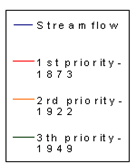 Streamflow
1st priority-
1873
2rd priority-
1922
3th priority-
1949